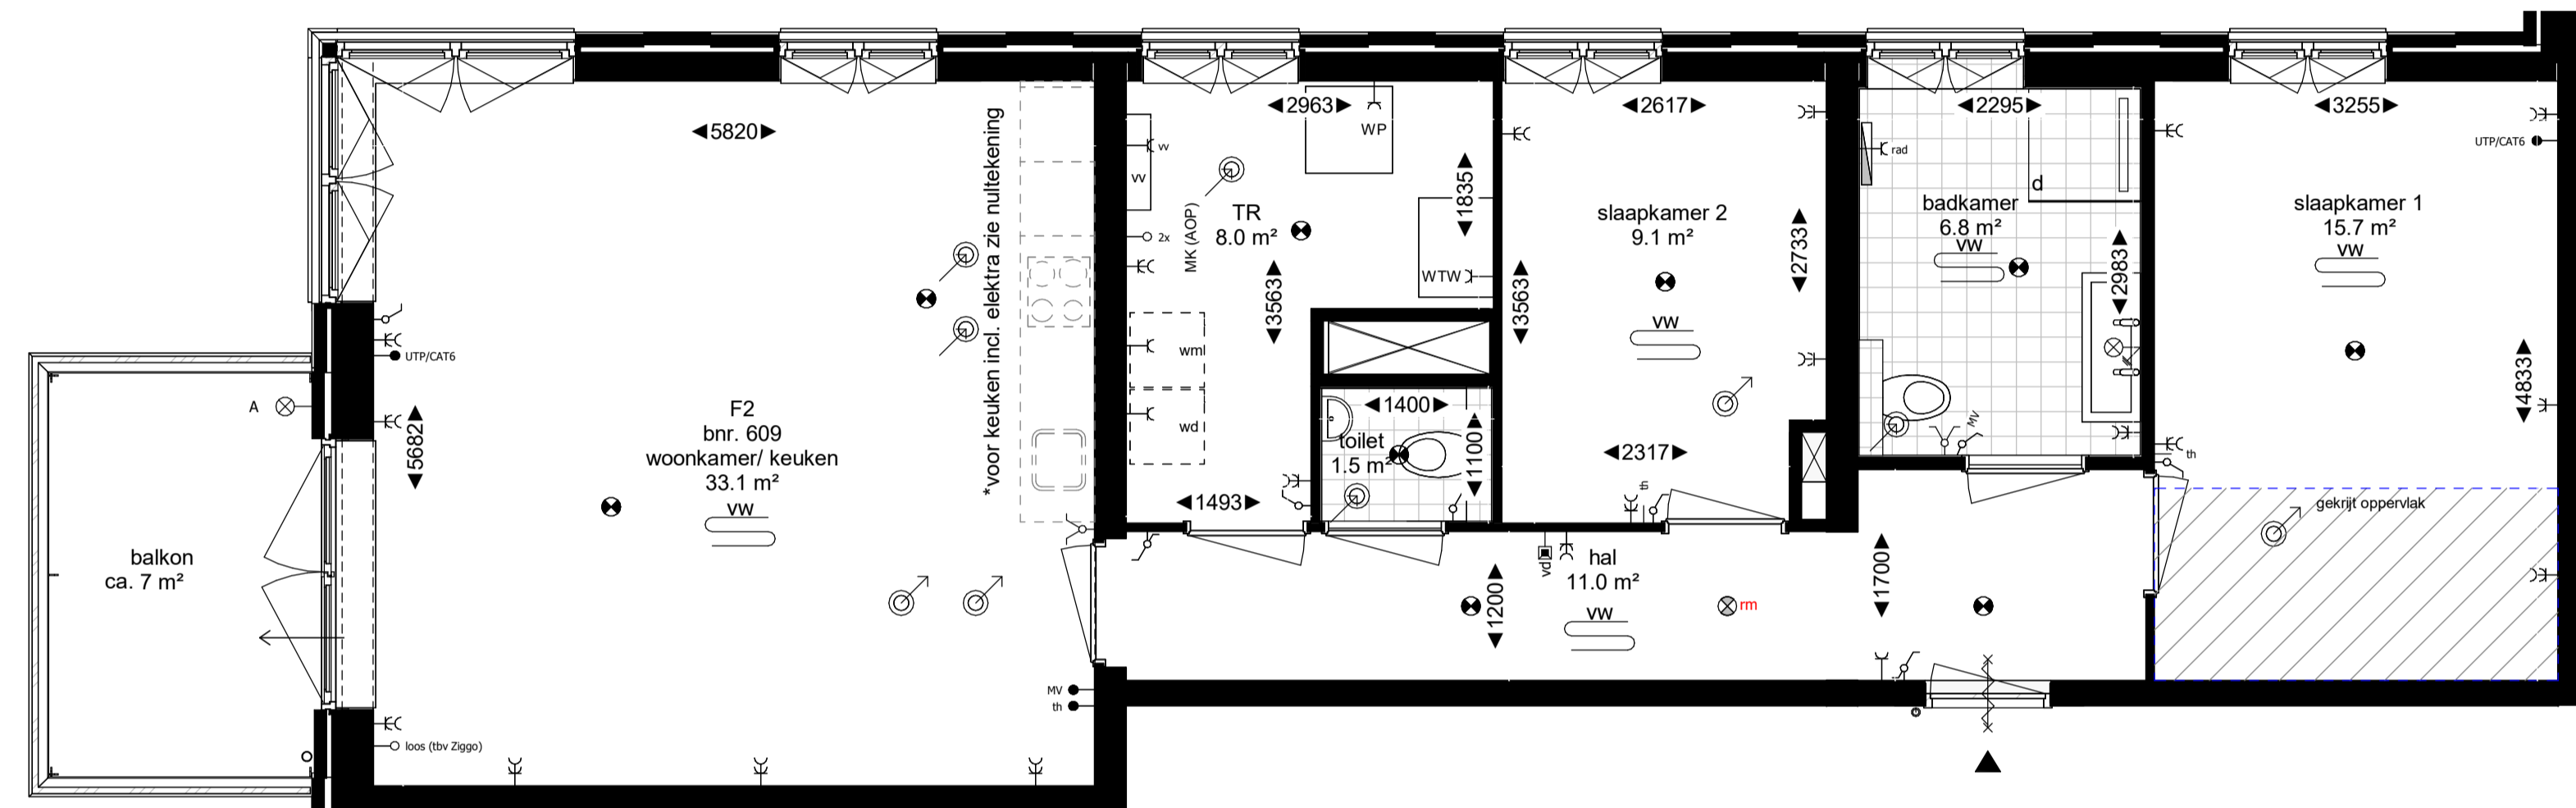 5820
*voor keuken incl. elektra zie nultekening
F2
bnr. 609
woonkamer/ keuken
33.1 m²
vw
5682
UTP/CAT6
A
balkon
ca. 7 m²
loos (tbv Ziggo)
MV
th
2963
WP
vv
vv
2x
MK (AOP)
TR
8.0 m²
1835
WTW
3563
wm
wd
1493
1400
toilet
1.5 m²
1100
2617
slaapkamer 2
9.1 m²
2733
3563
vw
2317
th
vd
hal
11.0 m²
vw
1200
rm
1700
2295
rad
d
badkamer
6.8 m²
vw
2983
MV
3255
UTP/CAT6
slaapkamer 1
15.7 m²
vw
4833
th
gekrijt oppervlak